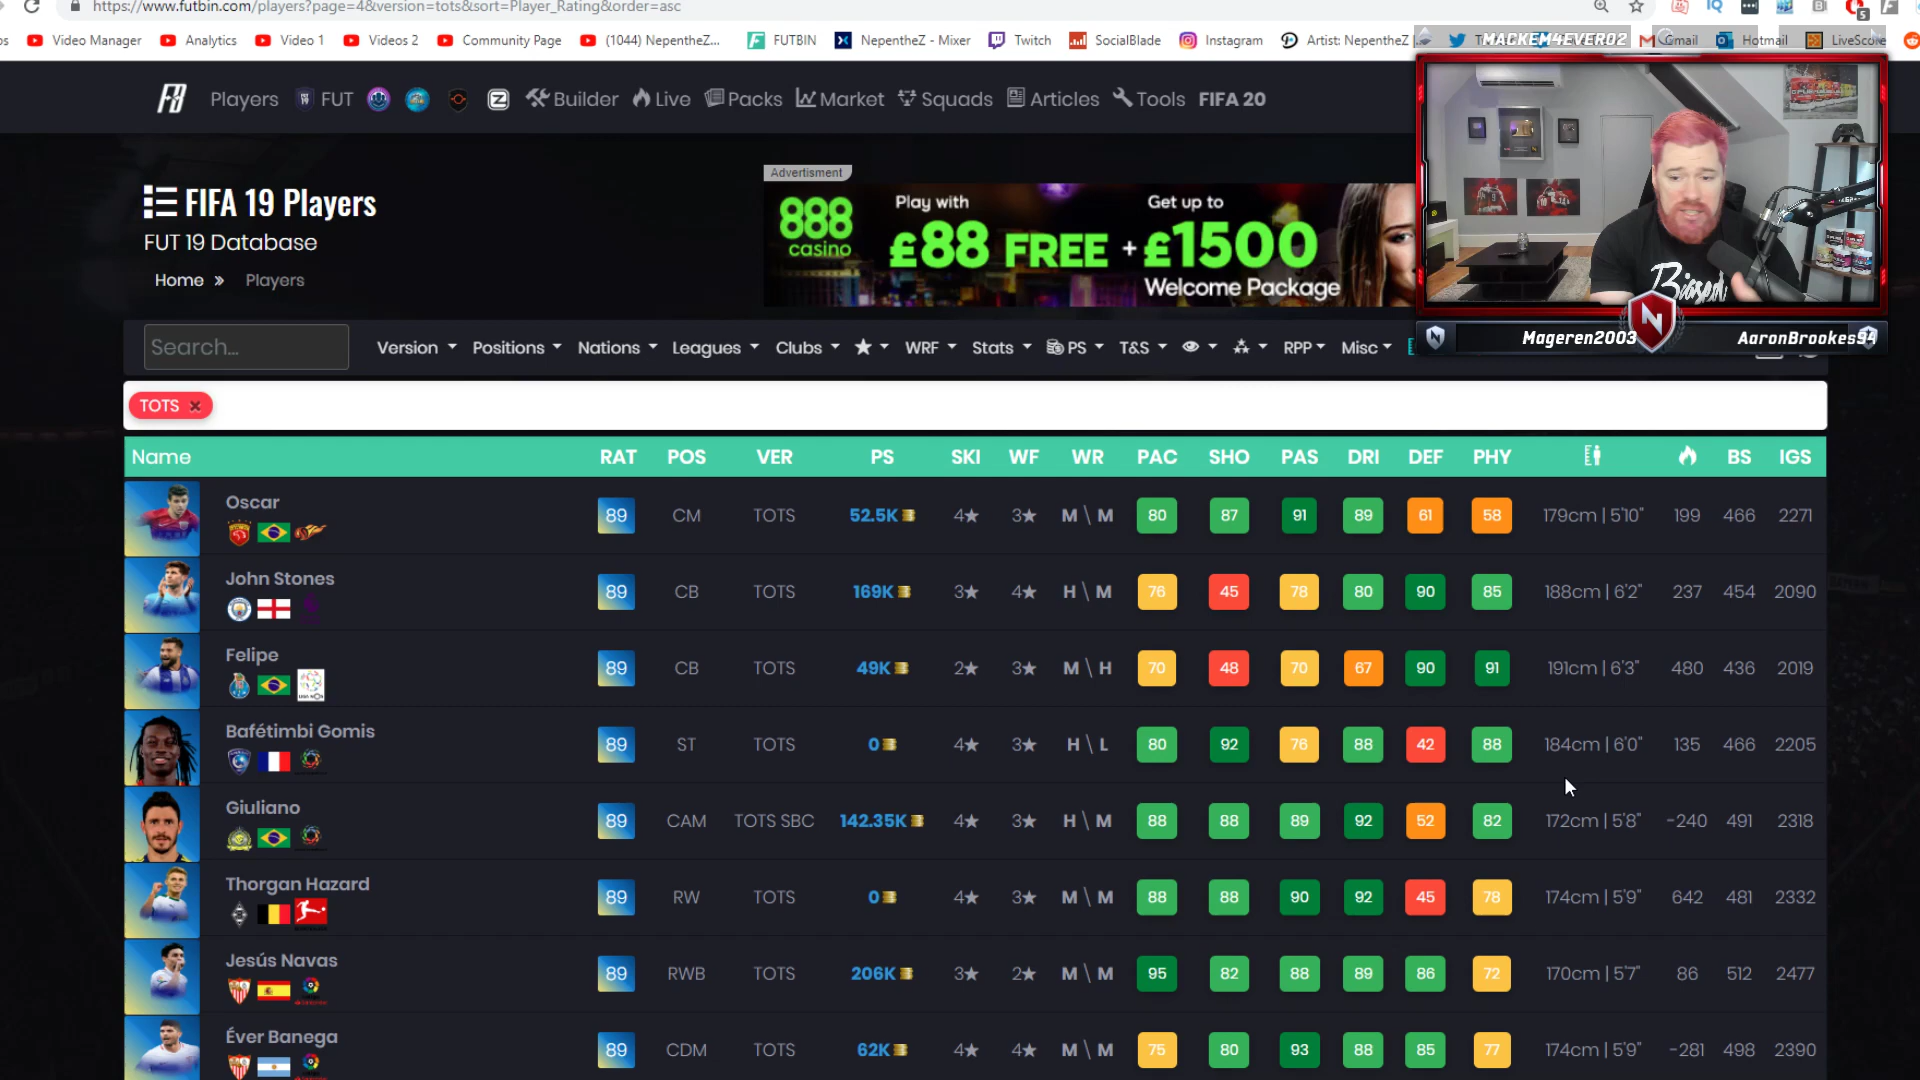 https://www.futbin.com/players?page=4&version=tots&sort=Player_Rating&order=asc
Video Manager Analytics Video 1 Videos 2 Community Page (1044) NepentheZ... FUTBIN NepentheZ - Mixer Twitch SocialBlade Instagram Artist: NepentheZ Gmail Hotmail LiveScore
MACKEM4EVER02
Players FUT Builder Live Packs Market Squads Articles Tools FIFA 20
Advertisment
FIFA 19 Players
FUT 19 Database
Home » Players
888 casino
Play with
£88 FREE
+ Get up to
£1500
Welcome Package
Biased
N
Mageren2003 AaronBrookes94
Search... Version Positions Nations Leagues Clubs WRF Stats PS T&S RPP Misc
TOTS ×
Name RAT POS VER PS SKI WF WR PAC SHO PAS DRI DEF PHY BS IGS
Oscar 89 CM TOTS 52.5K 4★ 3★ M \ M 80 87 91 89 61 58 179cm | 5'10" 199 466 2271
John Stones 89 CB TOTS 169K 3★ 4★ H \ M 76 45 78 80 90 85 188cm | 6'2" 237 454 2090
Felipe 89 CB TOTS 49K 2★ 3★ M \ H 70 48 70 67 90 91 191cm | 6'3" 480 436 2019
Bafétimbi Gomis 89 ST TOTS 0 4★ 3★ H \ L 80 92 76 88 42 88 184cm | 6'0" 135 466 2205
Giuliano 89 CAM TOTS SBC 142.35K 4★ 3★ H \ M 88 88 89 92 52 82 172cm | 5'8" -240 491 2318
Thorgan Hazard 89 RW TOTS 0 4★ 3★ M \ M 88 88 90 92 45 78 174cm | 5'9" 642 481 2332
Jesús Navas 89 RWB TOTS 206K 3★ 2★ M \ M 95 82 88 89 86 72 170cm | 5'7" 86 512 2477
Éver Banega 89 CDM TOTS 62K 4★ 4★ M \ M 75 80 93 88 85 77 174cm | 5'9" -281 498 2390